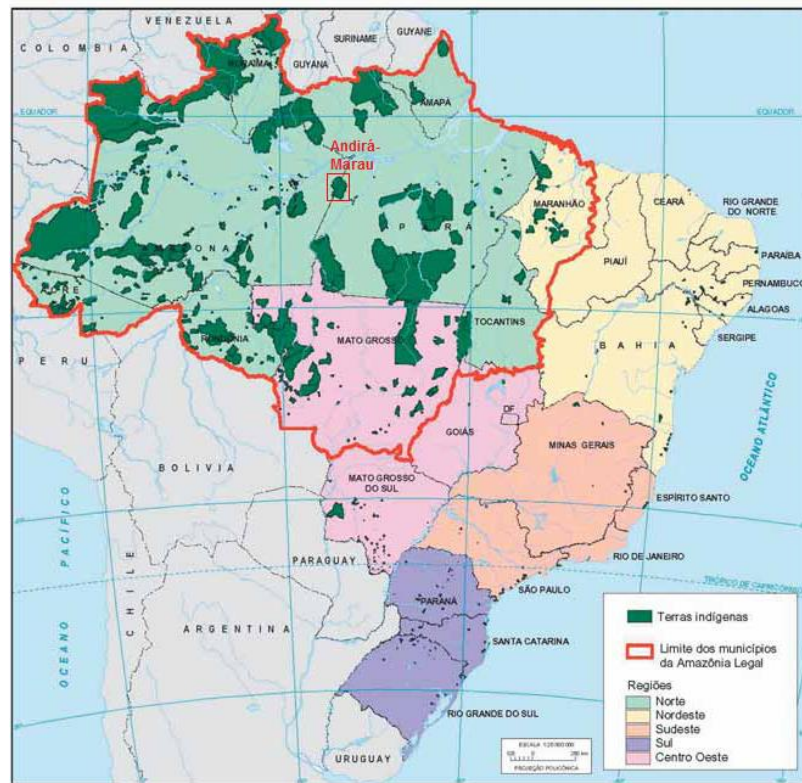 VENEZUELA
COLOMBIA
SURINAME
GUYANE
GUYANA
RORAIMA
EQUADOR
EQUADOR
AMAPÁ
Andirá-
Marau
MARANHÃO
CEARÁ
RIO GRANDE
DO NORTE
PARÁ
AMAZONAS
PIAUÍ
PARAÍBA
PERNAMBUCO
ACRE
ALAGOAS
TOCANTINS
SERGIPE
RONDÔNIA
MATO GROSSO
BAHIA
PERU
DF
GOIÁS
BOLIVIA
MINAS GERAIS
OCEANO ATLÂNTICO
MATO GROSSO
DO SUL
ESPÍRITO SANTO
OCEANO PACÍFICO
PARAGUAY
RIO DE JANEIRO
TRÓPICO DE CAPRICÓRNIO
CHILE
SÃO PAULO
PARANÁ
ARGENTINA
SANTA CATARINA
RIO GRANDE DO SUL
URUGUAY
Terras indígenas
Limite dos municípios
da Amazônia Legal
Regiões
Norte
Nordeste
Sudeste
Sul
Centro Oeste
PROJEÇÃO POLICÔNICA